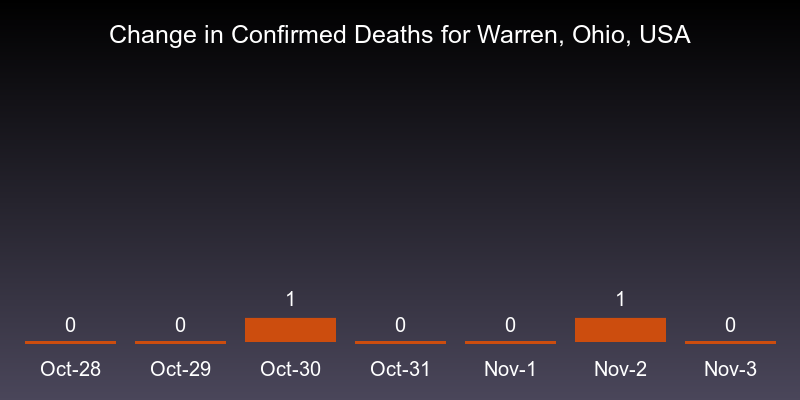 Change in Confirmed Deaths for Warren, Ohio, USA
1 1
0 0 0 0 0
Oct-28 Oct-29 Oct-30 Oct-31 Nov-1 Nov-2 Nov-3